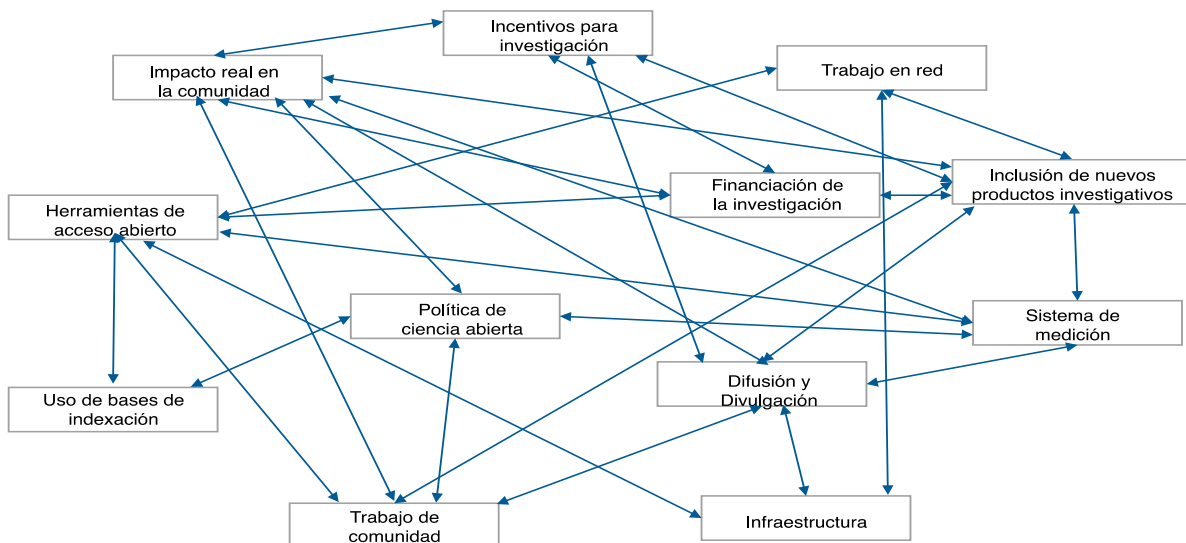 Incentivos para
investigación
Impacto real en
la comunidad
Trabajo en red
Inclusión de nuevos
productos investigativos
Financiación de
la investigación
Herramientas de
acceso abierto
Política de
ciencia abierta
Sistema de
medición
Difusión y
Divulgación
Uso de bases de
indexación
Trabajo de
comunidad
Infraestructura